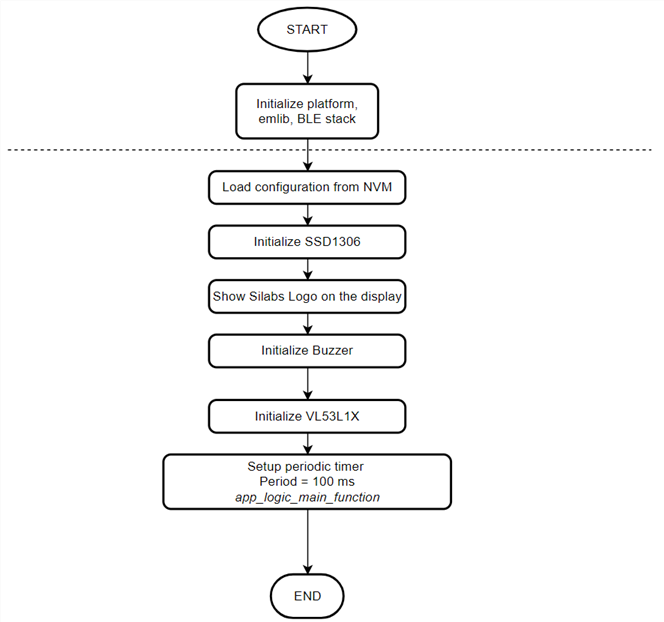 START
Initialize platform,
emlib, BLE stack
Load configuration from NVM
Initialize SSD1306
Show Silabs Logo on the display
Initialize Buzzer
Initialize VL53L1X
Setup periodic timer
Period = 100 ms
app_logic_main_function
END